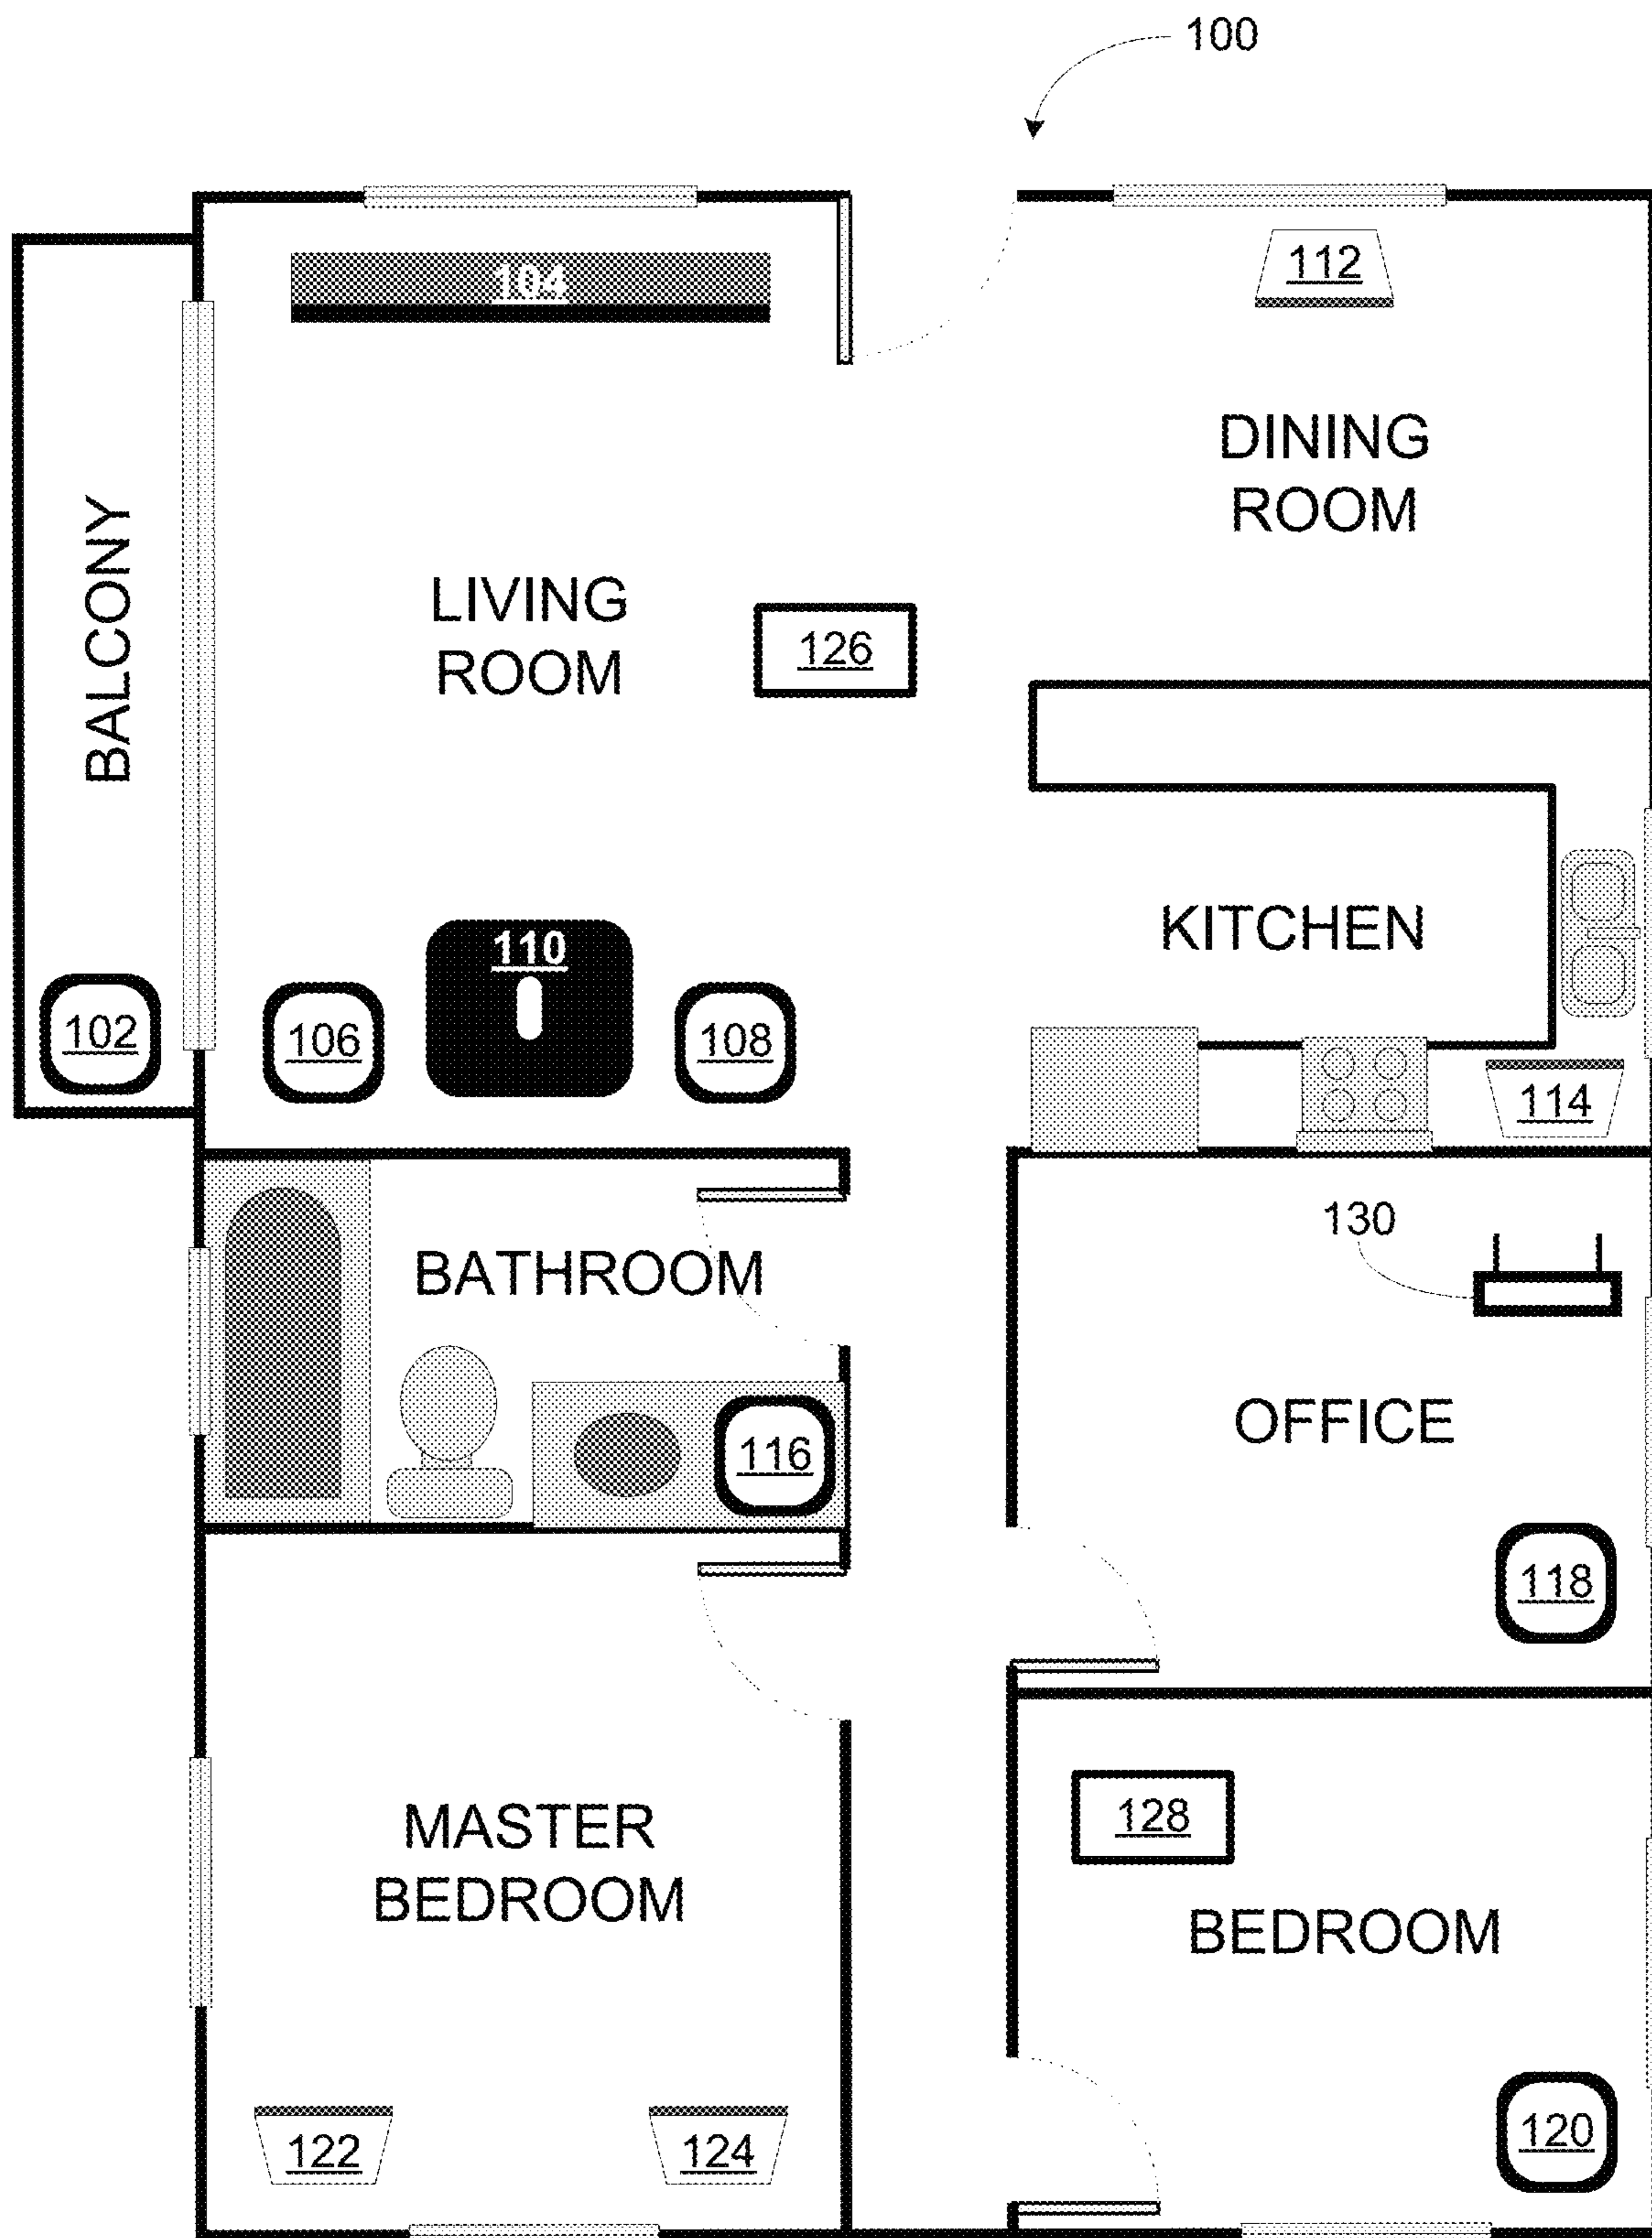 100
104
112
DINING
ROOM
BALCONY
LIVING
ROOM
126
KITCHEN
110
102
106
108
114
130
BATHROOM
OFFICE
116
118
MASTER
BEDROOM
128
BEDROOM
122
124
120